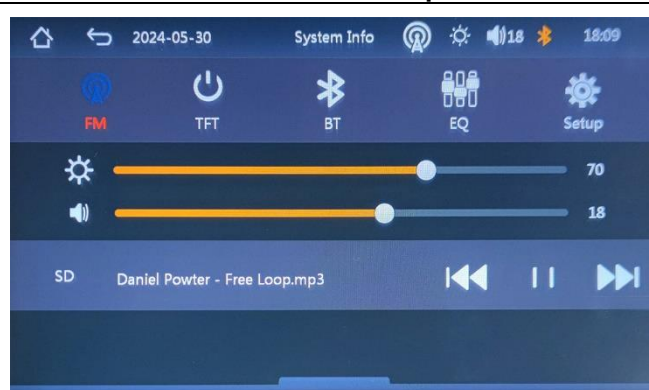 2024-05-30 System Info 18 18:09
FM TFT BT EQ Setup
70
18
SD Daniel Powter - Free Loop.mp3